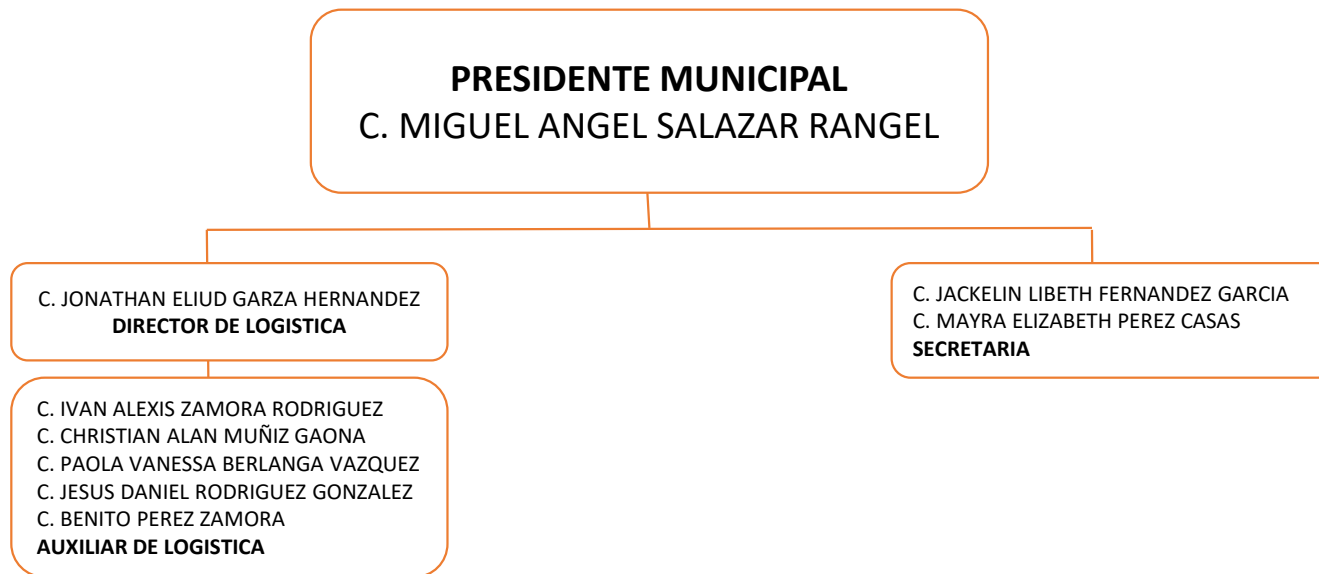 PRESIDENTE MUNICIPAL
C. MIGUEL ANGEL SALAZAR RANGEL
C. JONATHAN ELIUD GARZA HERNANDEZ
DIRECTOR DE LOGISTICA
C. IVAN ALEXIS ZAMORA RODRIGUEZ
C. CHRISTIAN ALAN MUÑIZ GAONA
C. PAOLA VANESSA BERLANGA VAZQUEZ
C. JESUS DANIEL RODRIGUEZ GONZALEZ
C. BENITO PEREZ ZAMORA
AUXILIAR DE LOGISTICA
C. JACKELIN LIBETH FERNANDEZ GARCIA
C. MAYRA ELIZABETH PEREZ CASAS
SECRETARIA